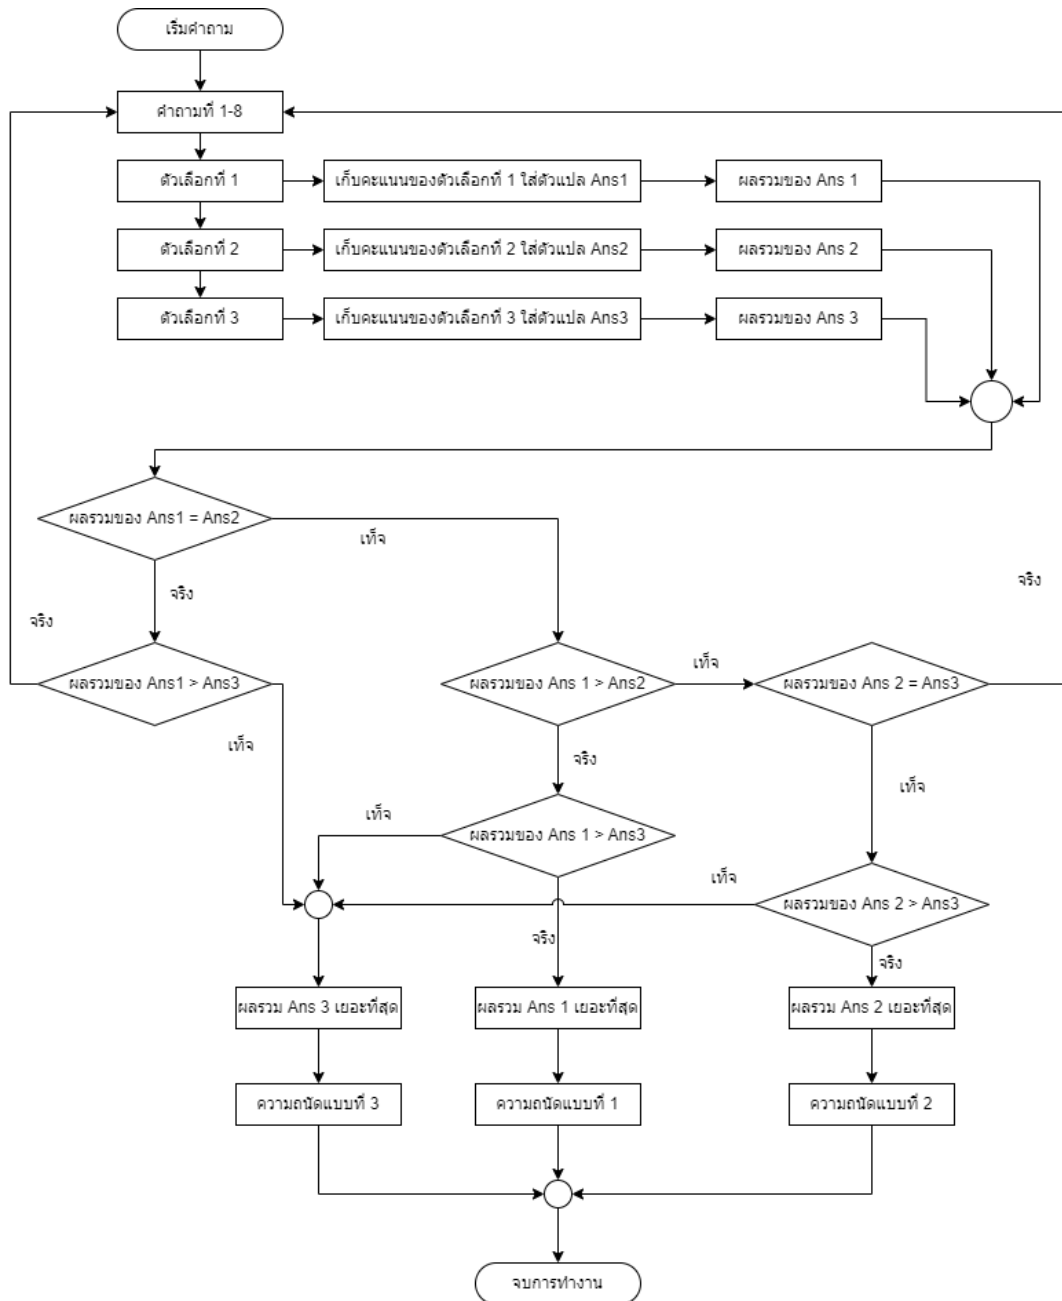 เริ่มคำถาม
คำถามที่ 1-8
ตัวเลือกที่ 1
เก็บคะแนนของตัวเลือกที่ 1 ใส่ตัวแปล Ans1
ผลรวมของ Ans 1
ตัวเลือกที่ 2
เก็บคะแนนของตัวเลือกที่ 2 ใส่ตัวแปล Ans2
ผลรวมของ Ans 2
ตัวเลือกที่ 3
เก็บคะแนนของตัวเลือกที่ 3 ใส่ตัวแปล Ans3
ผลรวมของ Ans 3
ผลรวมของ Ans1 = Ans2
เท็จ
จริง
จริง
จริง
ผลรวมของ Ans1 > Ans3
ผลรวมของ Ans 1 > Ans2
เท็จ
ผลรวมของ Ans 2 = Ans3
เท็จ
จริง
เท็จ
เท็จ
ผลรวมของ Ans 1 > Ans3
เท็จ
ผลรวมของ Ans 2 > Ans3
จริง
จริง
ผลรวม Ans 3 เยอะที่สุด
ผลรวม Ans 1 เยอะที่สุด
ผลรวม Ans 2 เยอะที่สุด
ความถนัดแบบที่ 3
ความถนัดแบบที่ 1
ความถนัดแบบที่ 2
จบการทำงาน